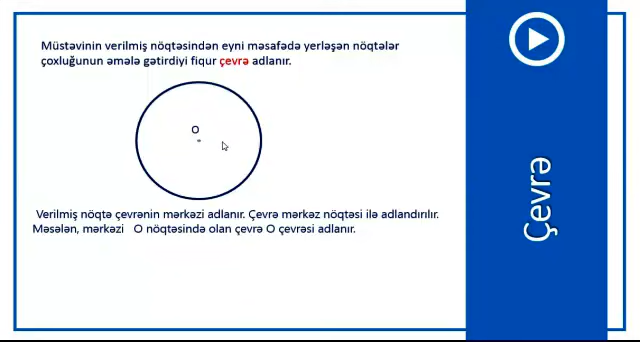 Müstəvinin verilmiş nöqtəsindən eyni məsafədə yerləşən nöqtələr
çoxluğunun əmələ gətirdiyi fiqur çevrə adlanır.
O
Verilmiş nöqtə çevrənin mərkəzi adlanır. Çevrə mərkəz nöqtəsi ilə adlandırılır.
Məsələn, mərkəzi O nöqtəsində olan çevrə O çevrəsi adlanır.
Çevrə